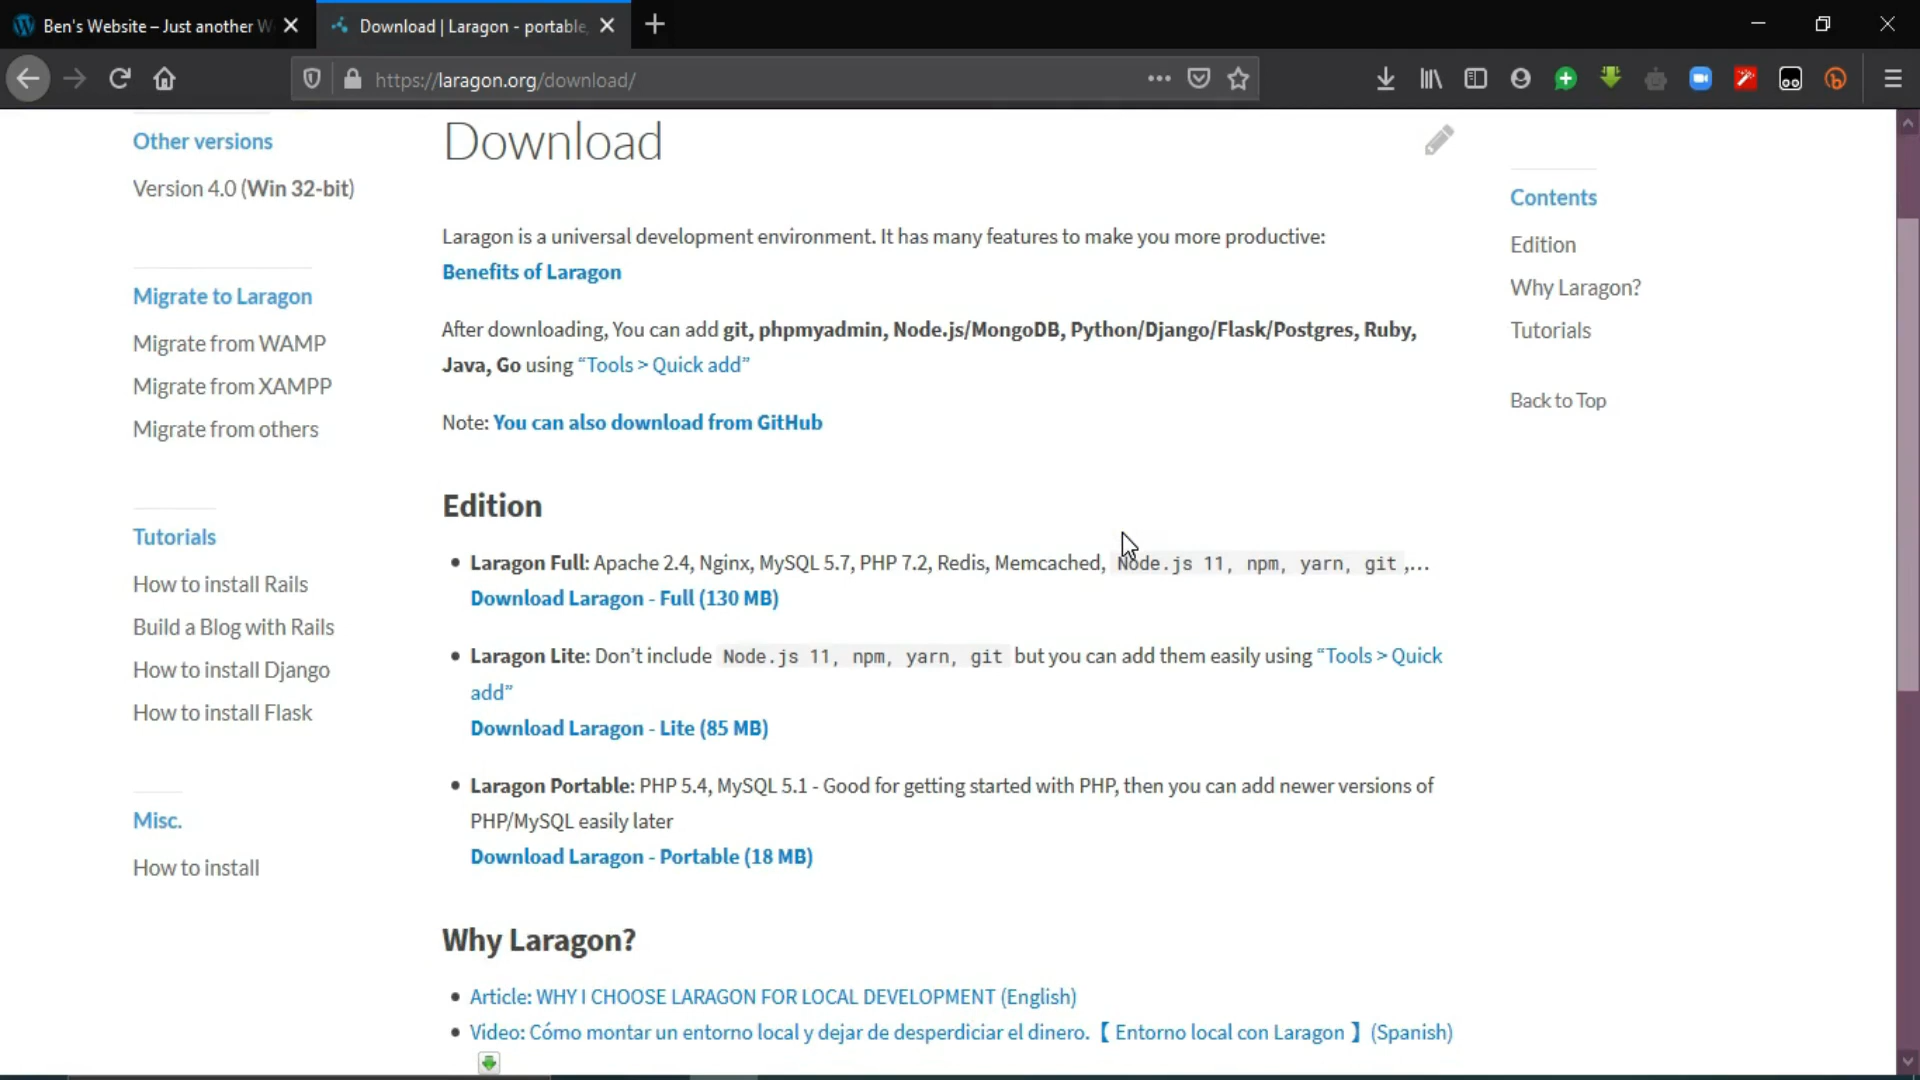 Ben's Website – Just another W
Download | Laragon - portable,
https://laragon.org/download/
Other versions
Version 4.0 (Win 32-bit)
Migrate to Laragon
Migrate from WAMP
Migrate from XAMPP
Migrate from others
Tutorials
How to install Rails
Build a Blog with Rails
How to install Django
How to install Flask
Misc.
How to install
Download
Laragon is a universal development environment. It has many features to make you more productive:
Benefits of Laragon
After downloading, You can add git, phpmyadmin, Node.js/MongoDB, Python/Django/Flask/Postgres, Ruby,
Java, Go using “Tools > Quick add”
Note: You can also download from GitHub
Edition
Laragon Full: Apache 2.4, Nginx, MySQL 5.7, PHP 7.2, Redis, Memcached, Node.js 11, npm, yarn, git ,…
Download Laragon - Full (130 MB)
Laragon Lite: Don’t include Node.js 11, npm, yarn, git but you can add them easily using “Tools > Quick
add”
Download Laragon - Lite (85 MB)
Laragon Portable: PHP 5.4, MySQL 5.1 - Good for getting started with PHP, then you can add newer versions of
PHP/MySQL easily later
Download Laragon - Portable (18 MB)
Why Laragon?
Article: WHY I CHOOSE LARAGON FOR LOCAL DEVELOPMENT (English)
Video: Cómo montar un entorno local y dejar de desperdiciar el dinero.【 Entorno local con Laragon 】(Spanish)
Contents
Edition
Why Laragon?
Tutorials
Back to Top